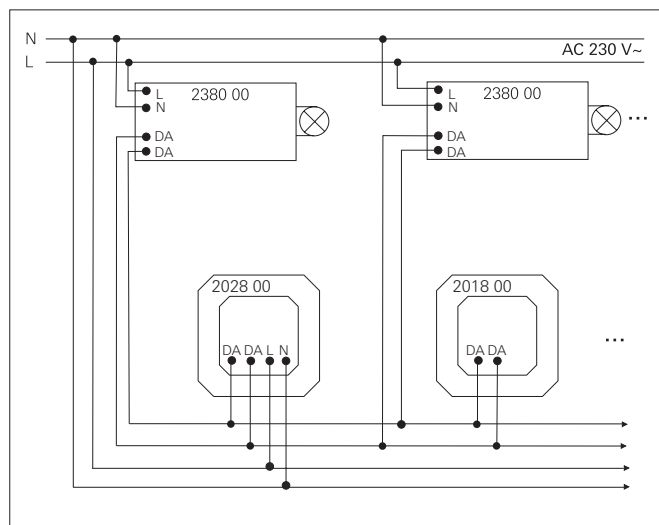 N
L
AC 230 V~
L
N
2380 00
DA
DA
L
N
2380 00
DA
DA
...
2028 00
DA DA L N
2018 00
DA DA
...